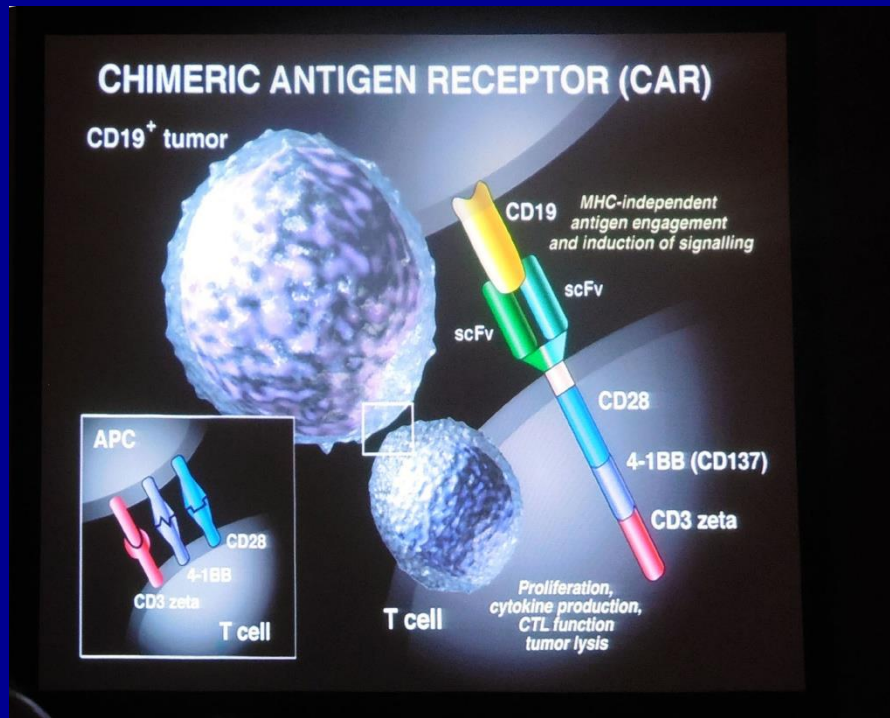 CHIMERIC ANTIGEN RECEPTOR (CAR)
CD19+ tumor
CD19
MHC-independent
antigen engagement
and induction of signalling
scFv
scFv
CD28
4-1BB (CD137)
CD3 zeta
APC
CD28
4-1BB
CD3 zeta
T cell
T cell
Proliferation,
cytokine production,
CTL function
tumor lysis